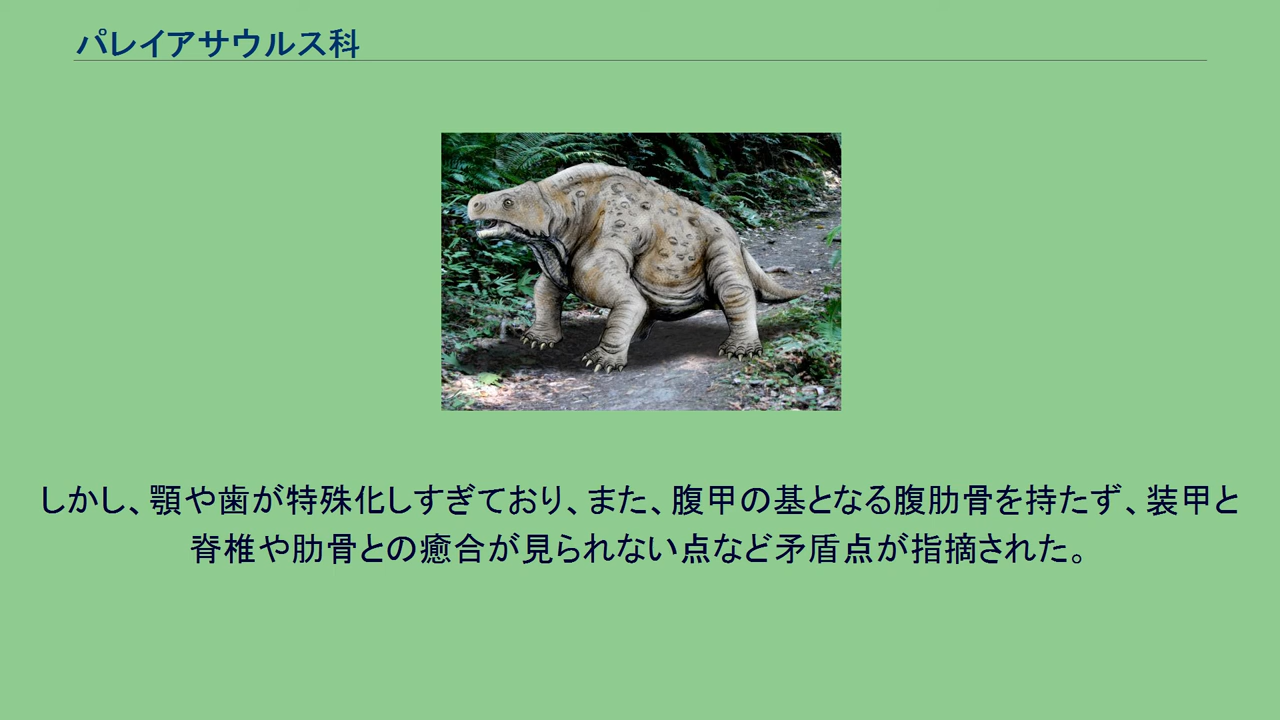 パレイアサウルス科
しかし、顎や歯が特殊化しすぎており、また、腹甲の基となる腹肋骨を持たず、装甲と
脊椎や肋骨との癒合が見られない点など矛盾点が指摘された。